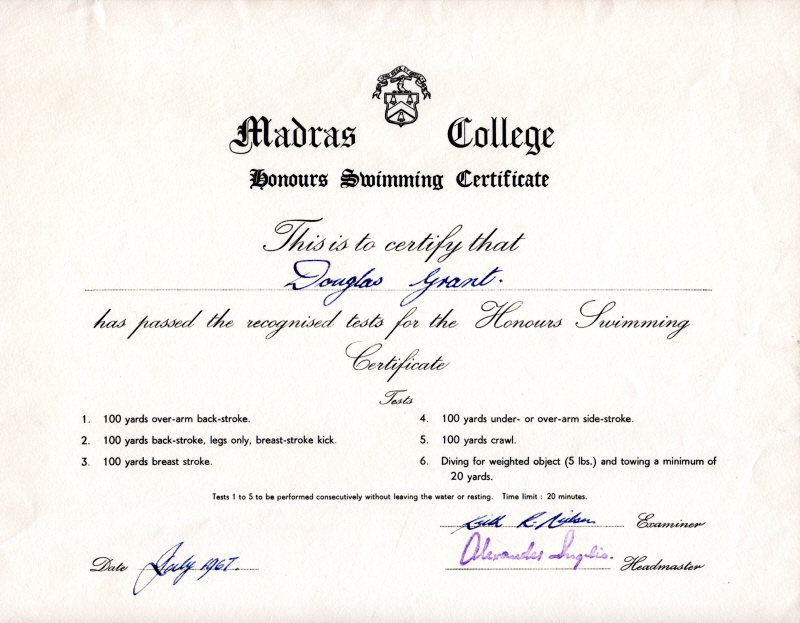 Madras College
Honours Swimming Certificate
This is to certify that
Douglas Grant.
has passed the recognised tests for the Honours Swimming
Certificate
Tests
1. 100 yards over-arm back-stroke.
2. 100 yards back-stroke, legs only, breast-stroke kick.
3. 100 yards breast stroke.
4. 100 yards under- or over-arm side-stroke.
5. 100 yards crawl.
6. Diving for weighted object (5 lbs.) and towing a minimum of
20 yards.
Tests 1 to 5 to be performed consecutively without leaving the water or resting. Time limit : 20 minutes.
Keith R. Examiner
Date July 1967.
Alexander Inglis. Headmaster